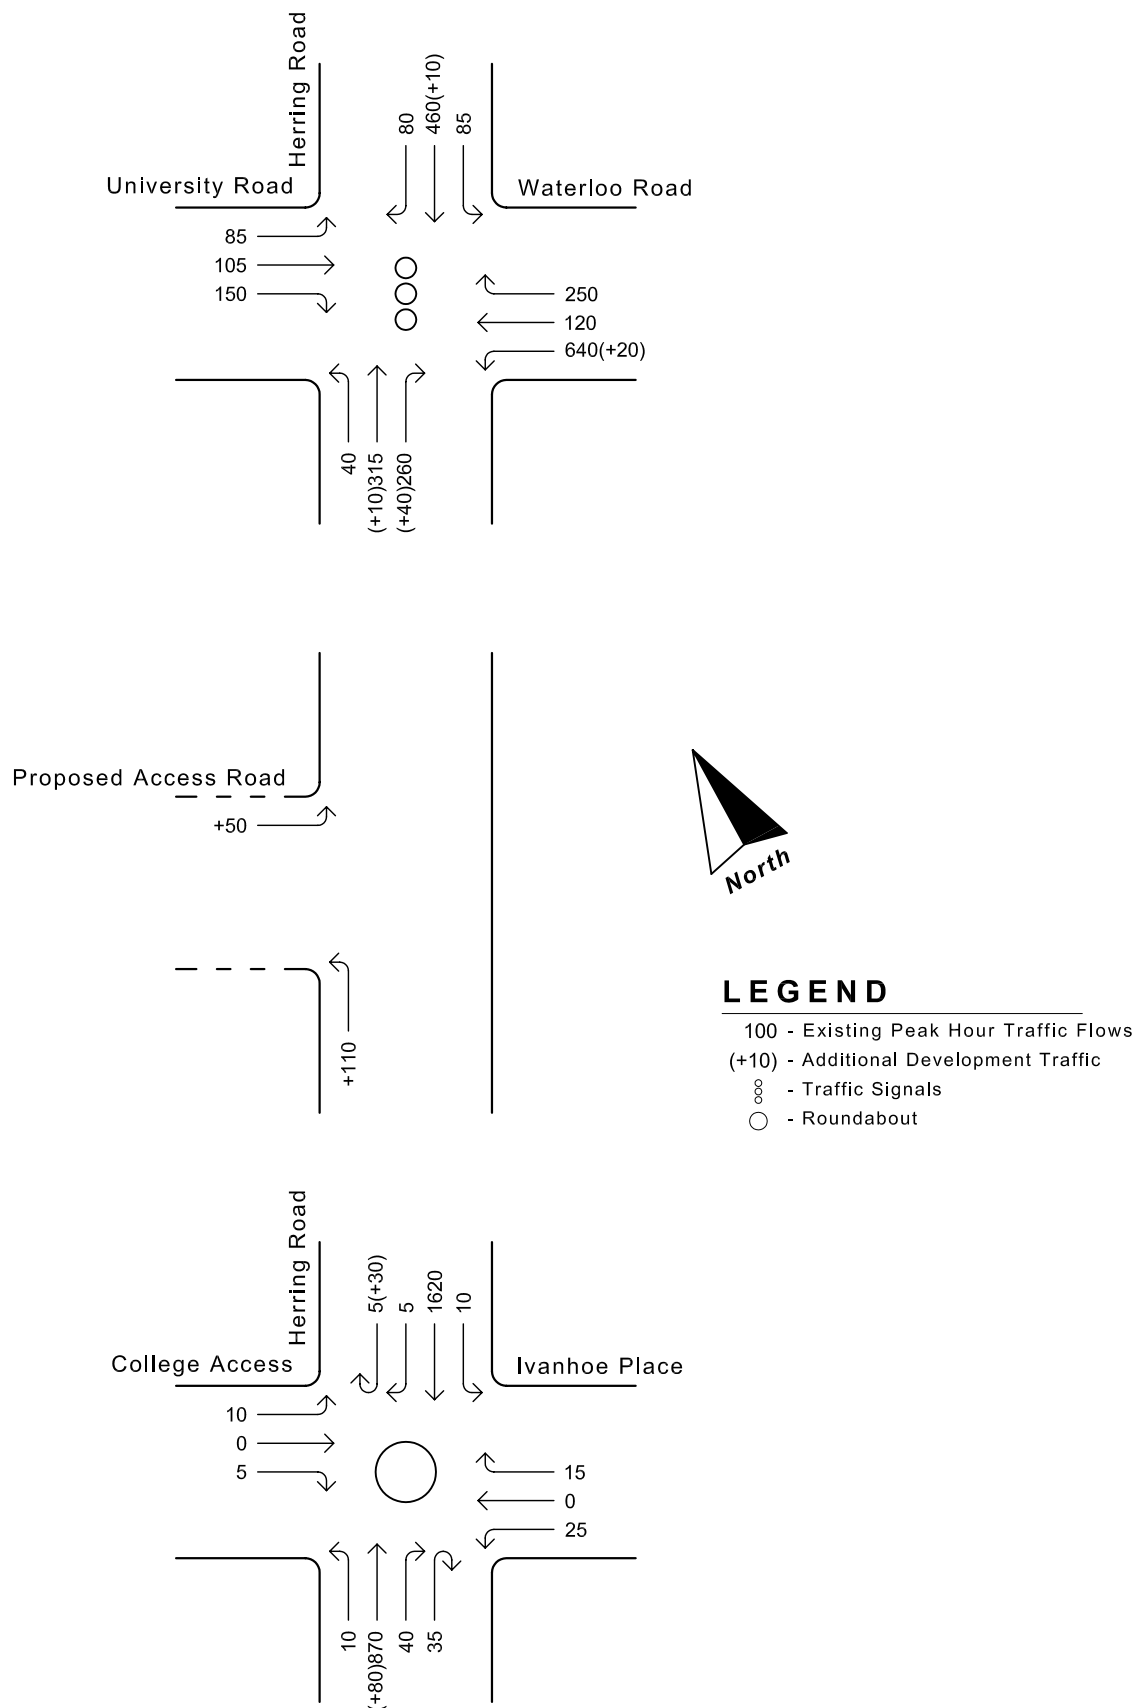 Herring Road
80
460(+10)
85
University Road
Waterloo Road
85
105
150
250
120
640(+20)
40
(+10)315
(+40)260
Proposed Access Road
+50
North
+110
LEGEND
100 - Existing Peak Hour Traffic Flows
(+10) - Additional Development Traffic
- Traffic Signals
- Roundabout
Herring Road
5(+30)
5
1620
10
College Access
Ivanhoe Place
10
0
5
15
0
25
10
(+80)870
40
35